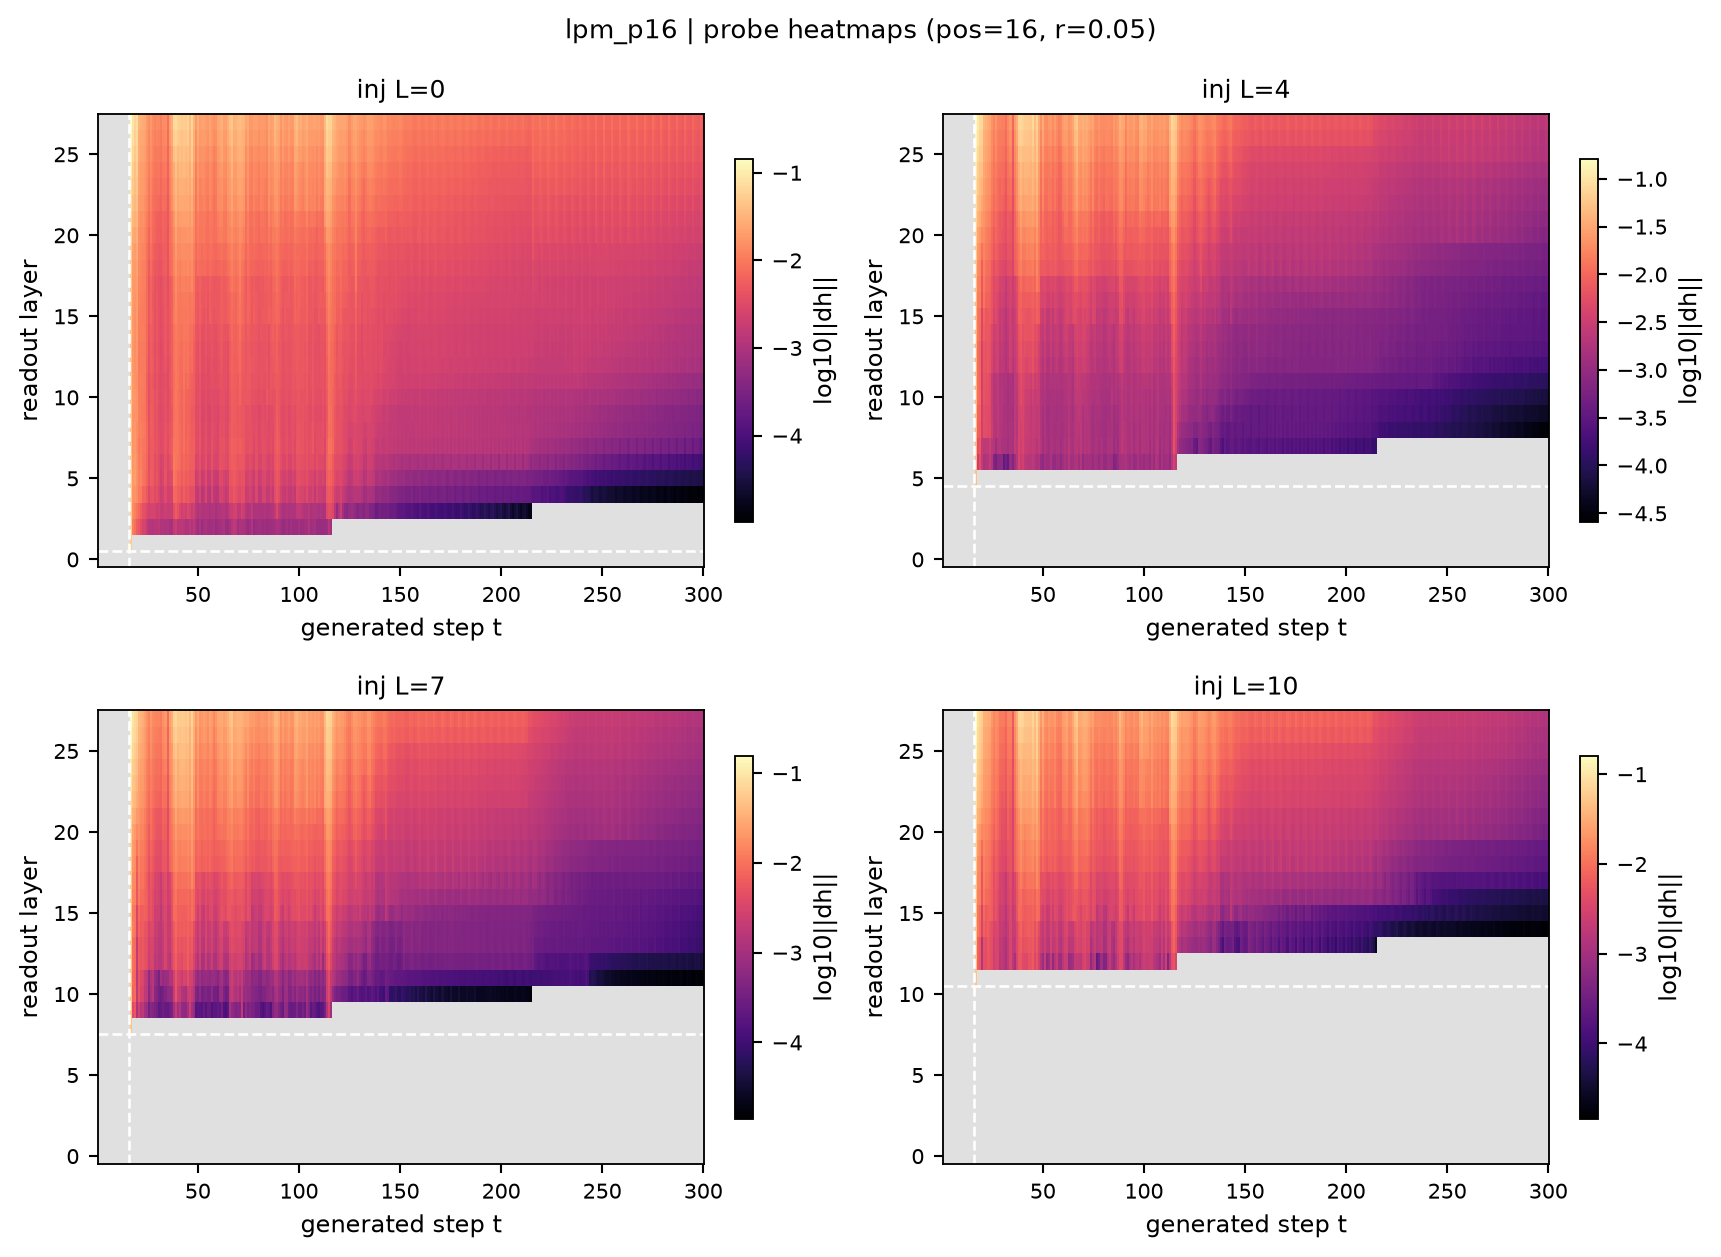 lpm_p16 | probe heatmaps (pos=16, r=0.05)
inj L=0
readout layer
25
20
15
10
5
0
50 100 150 200 250 300
generated step t
−1
−2
−3
−4
log10||dh||
inj L=4
readout layer
25
20
15
10
5
0
50 100 150 200 250 300
generated step t
−1.0
−1.5
−2.0
−2.5
−3.0
−3.5
−4.0
−4.5
log10||dh||
inj L=7
readout layer
25
20
15
10
5
0
50 100 150 200 250 300
generated step t
−1
−2
−3
−4
log10||dh||
inj L=10
readout layer
25
20
15
10
5
0
50 100 150 200 250 300
generated step t
−1
−2
−3
−4
log10||dh||